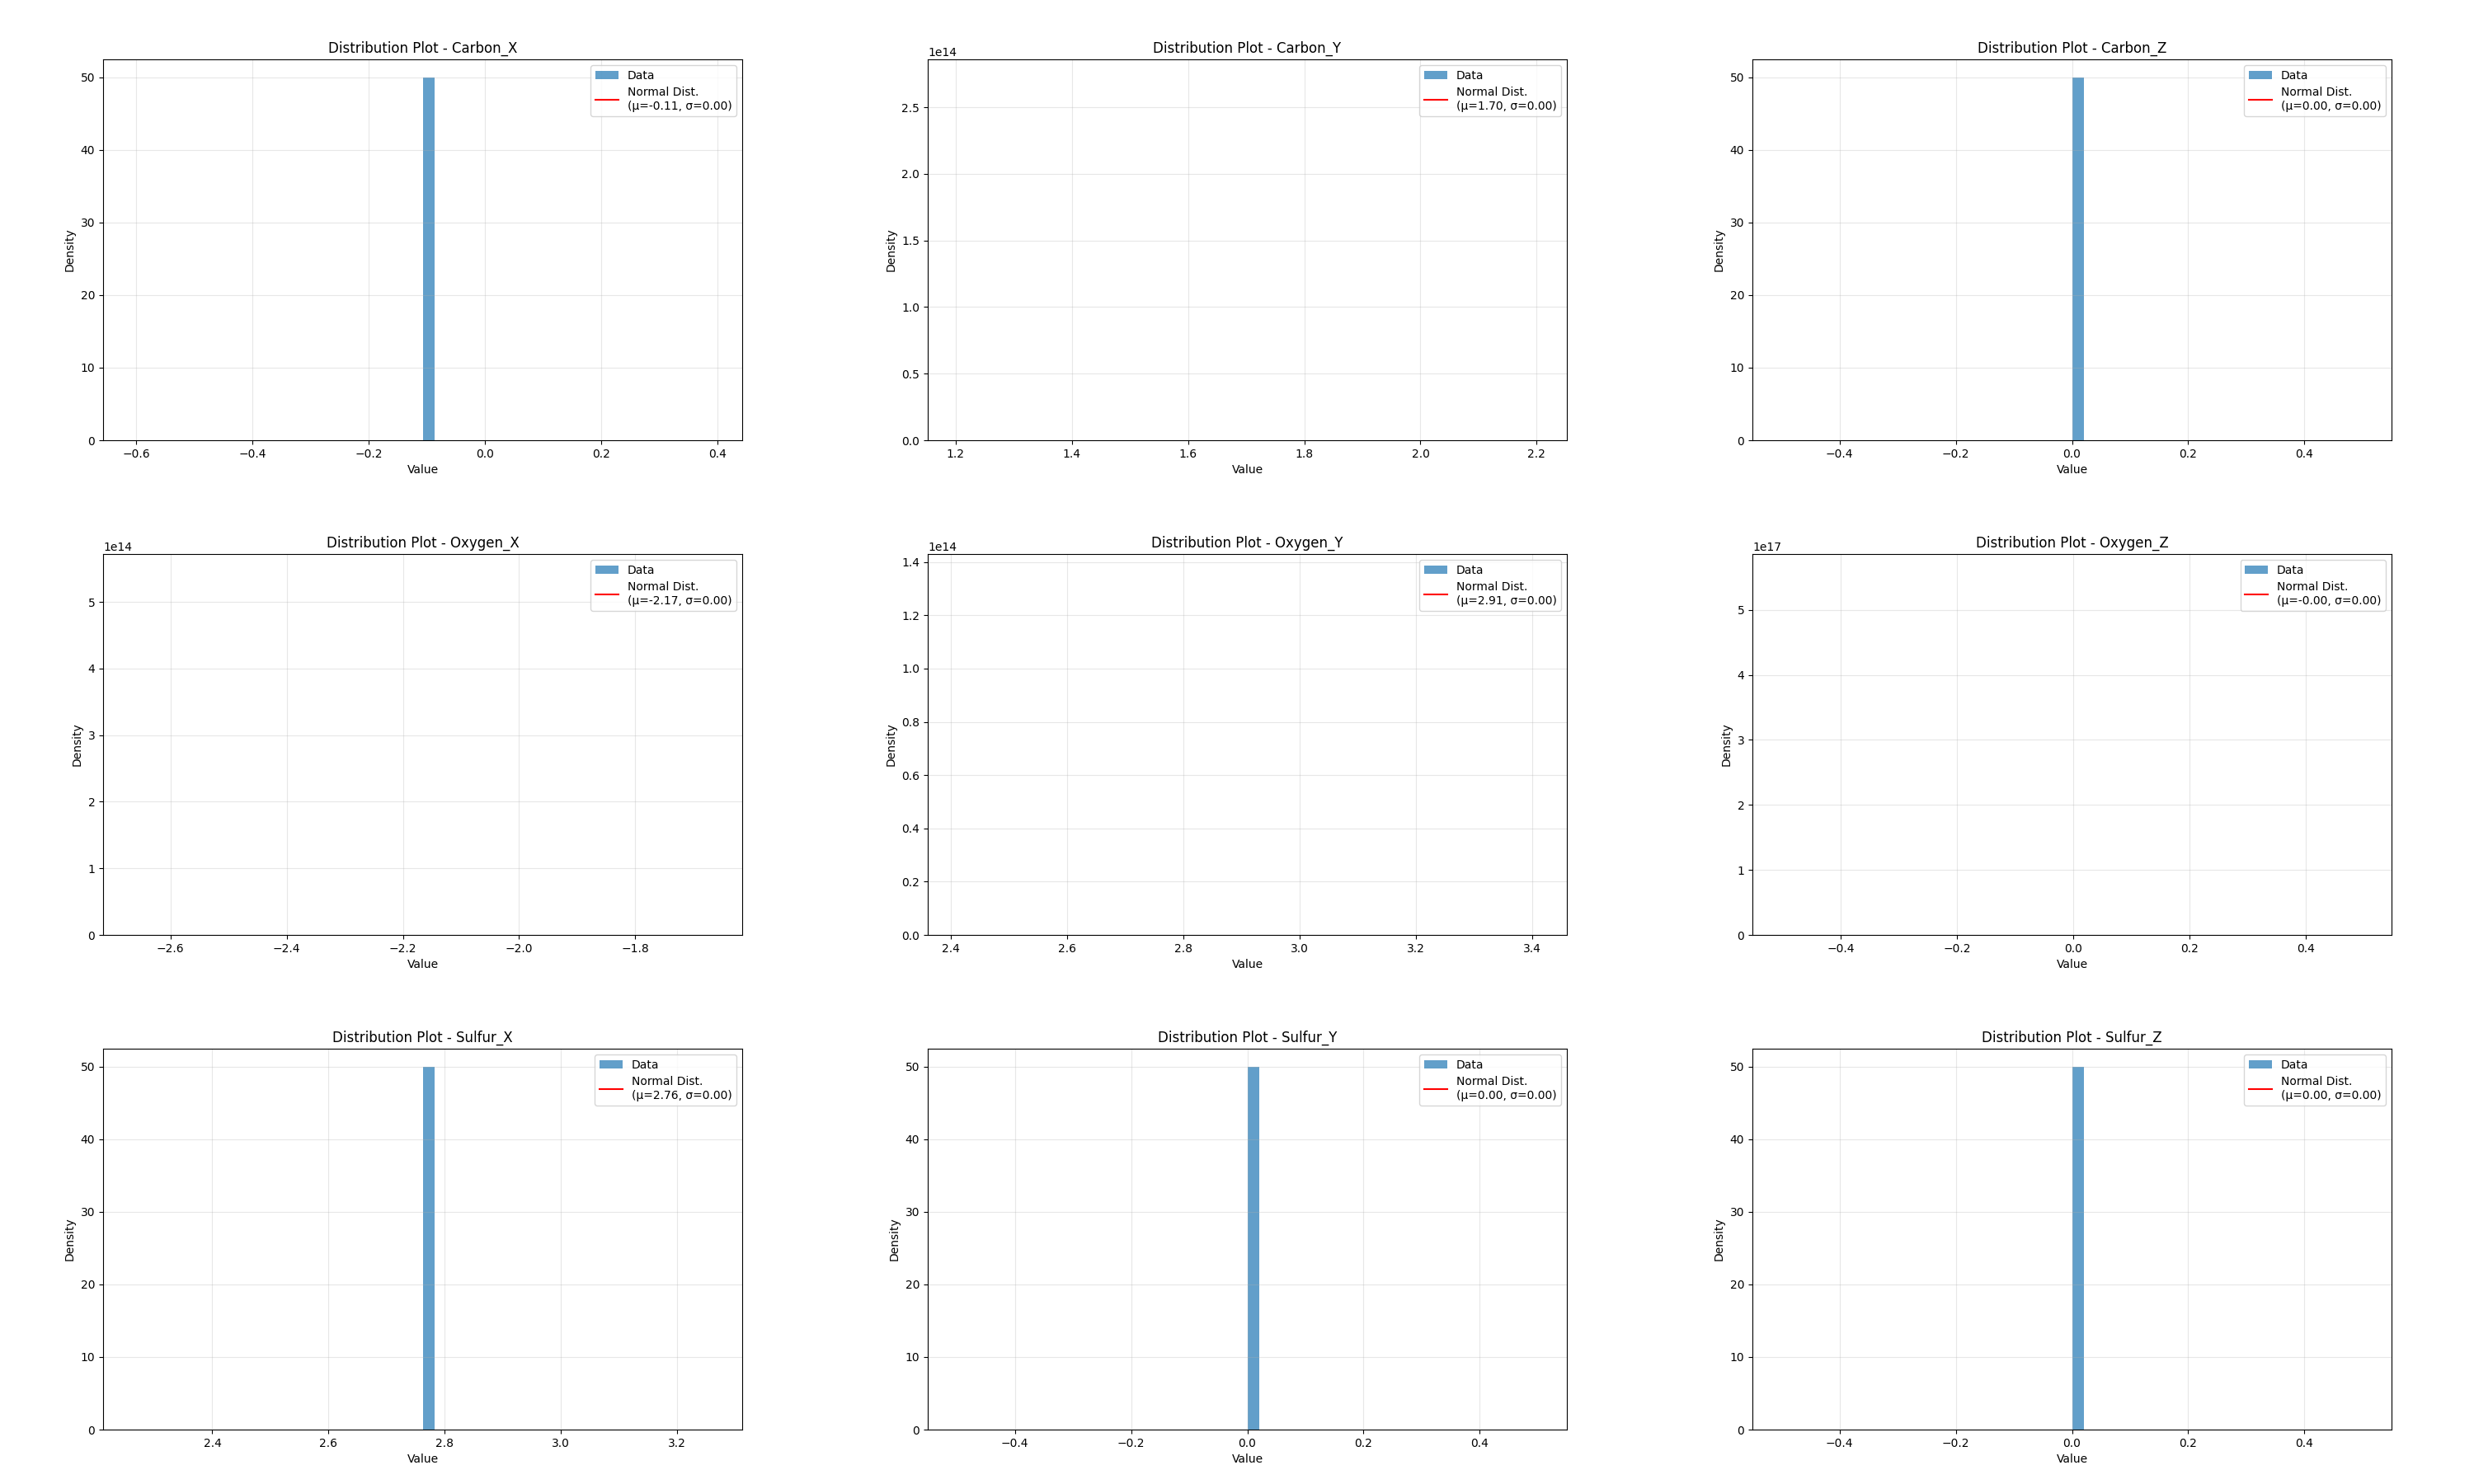 Distribution Plot - Carbon_X
50
40
30
20
10
0
Density
−0.6 −0.4 −0.2 0.0 0.2 0.4
Value
Data
Normal Dist.
(μ=-0.11, σ=0.00)
Distribution Plot - Carbon_Y
1e14
2.5
2.0
1.5
1.0
0.5
0.0
Density
1.2 1.4 1.6 1.8 2.0 2.2
Value
Data
Normal Dist.
(μ=1.70, σ=0.00)
Distribution Plot - Carbon_Z
50
40
30
20
10
0
Density
−0.4 −0.2 0.0 0.2 0.4
Value
Data
Normal Dist.
(μ=0.00, σ=0.00)
Distribution Plot - Oxygen_X
1e14
5
4
3
2
1
0
Density
−2.6 −2.4 −2.2 −2.0 −1.8
Value
Data
Normal Dist.
(μ=-2.17, σ=0.00)
Distribution Plot - Oxygen_Y
1e14
1.4
1.2
1.0
0.8
0.6
0.4
0.2
0.0
Density
2.4 2.6 2.8 3.0 3.2 3.4
Value
Data
Normal Dist.
(μ=2.91, σ=0.00)
Distribution Plot - Oxygen_Z
1e17
5
4
3
2
1
0
Density
−0.4 −0.2 0.0 0.2 0.4
Value
Data
Normal Dist.
(μ=-0.00, σ=0.00)
Distribution Plot - Sulfur_X
50
40
30
20
10
0
Density
2.4 2.6 2.8 3.0 3.2
Value
Data
Normal Dist.
(μ=2.76, σ=0.00)
Distribution Plot - Sulfur_Y
50
40
30
20
10
0
Density
−0.4 −0.2 0.0 0.2 0.4
Value
Data
Normal Dist.
(μ=0.00, σ=0.00)
Distribution Plot - Sulfur_Z
50
40
30
20
10
0
Density
−0.4 −0.2 0.0 0.2 0.4
Value
Data
Normal Dist.
(μ=0.00, σ=0.00)